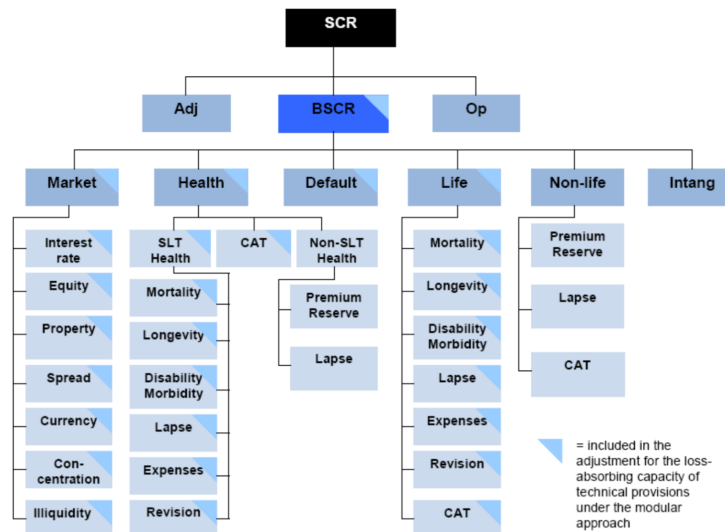 SCR
Adj
BSCR
Op
Market
Health
Default
Life
Non-life
Intang
Interest
rate
Equity
Property
Spread
Currency
Con-
centration
Illiquidity
SLT
Health
CAT
Non-SLT
Health
Mortality
Longevity
Disability
Morbidity
Lapse
Expenses
Revision
Premium
Reserve
Lapse
Mortality
Longevity
Disability
Morbidity
Lapse
Expenses
Revision
CAT
Premium
Reserve
Lapse
CAT
= included in the
adjustment for the loss-
absorbing capacity of
technical provisions
under the modular
approach